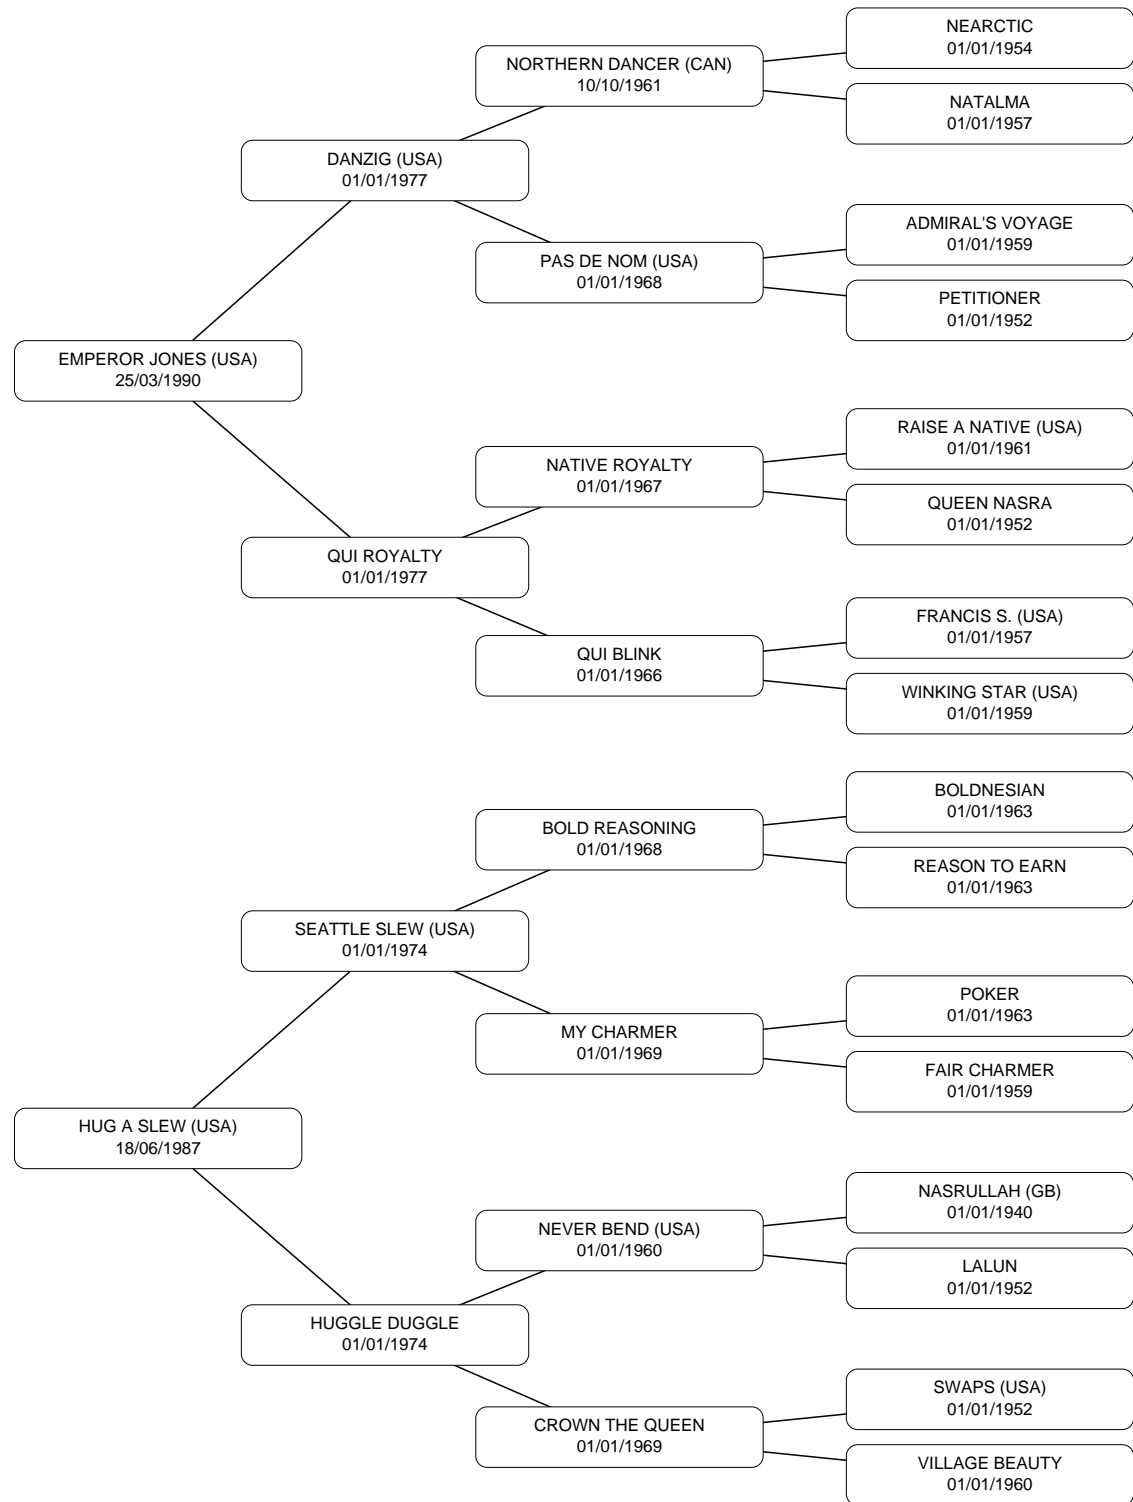 NEARCTIC
01/01/1954
NORTHERN DANCER (CAN)
10/10/1961
NATALMA
01/01/1957
DANZIG (USA)
01/01/1977
ADMIRAL'S VOYAGE
01/01/1959
PAS DE NOM (USA)
01/01/1968
PETITIONER
01/01/1952
EMPEROR JONES (USA)
25/03/1990
RAISE A NATIVE (USA)
01/01/1961
NATIVE ROYALTY
01/01/1967
QUEEN NASRA
01/01/1952
QUI ROYALTY
01/01/1977
FRANCIS S. (USA)
01/01/1957
QUI BLINK
01/01/1966
WINKING STAR (USA)
01/01/1959
BOLDNESIAN
01/01/1963
BOLD REASONING
01/01/1968
REASON TO EARN
01/01/1963
SEATTLE SLEW (USA)
01/01/1974
POKER
01/01/1963
MY CHARMER
01/01/1969
FAIR CHARMER
01/01/1959
HUG A SLEW (USA)
18/06/1987
NASRULLAH (GB)
01/01/1940
NEVER BEND (USA)
01/01/1960
LALUN
01/01/1952
HUGGLE DUGGLE
01/01/1974
SWAPS (USA)
01/01/1952
CROWN THE QUEEN
01/01/1969
VILLAGE BEAUTY
01/01/1960